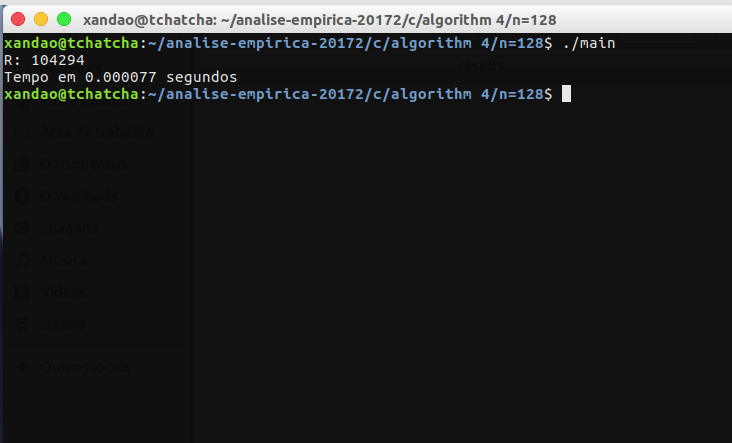 xandao@tchatcha: ~/analise-empirica-20172/c/algorithm 4/n=128
xandao@tchatcha:~/analise-empirica-20172/c/algorithm 4/n=128$ ./main
R: 104294
results
Tempo em 0.000077 segundos
xandao@tchatcha:~/analise-empirica-20172/c/algorithm 4/n=128$
Área de trabalho
Documentos
Downloads
Imagens
Música
Vídeos
Lixeira
+ Outros locais